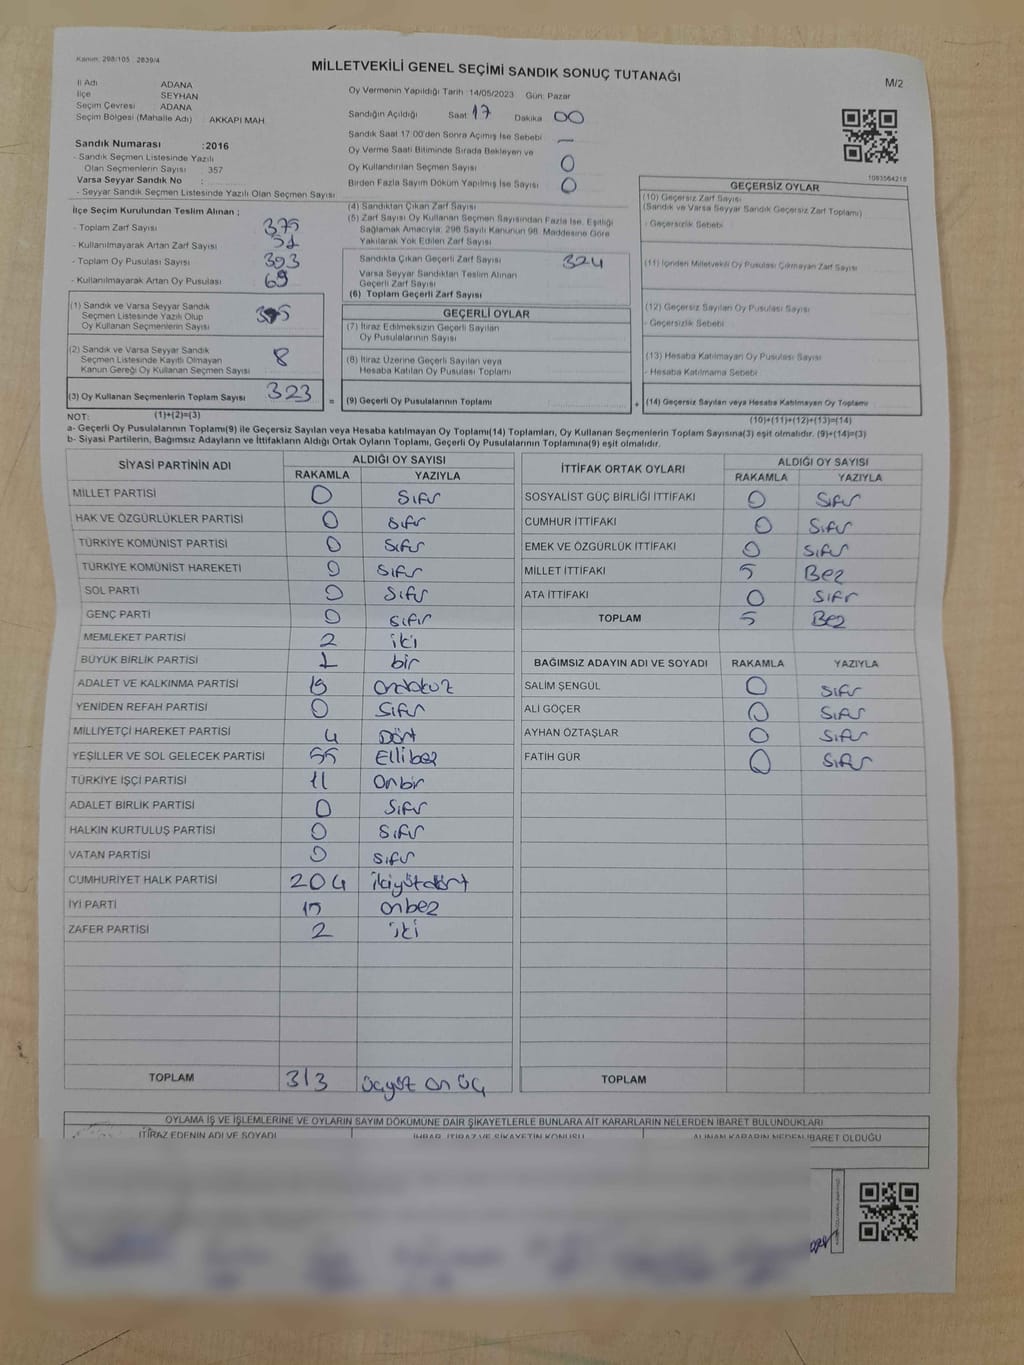 Kanun: 298/105 2839/4
MİLLETVEKİLİ GENEL SEÇİMİ SANDIK SONUÇ TUTANAĞI
M/2
İl Adı ADANA
İlçe SEYHAN
Seçim Çevresi : ADANA
Seçim Bölgesi (Mahalle Adı) : AKKAPI MAH.
Sandık Numarası :2016
- Sandık Seçmen Listesinde Yazılı
Olan Seçmenlerin Sayısı : 357
Varsa Seyyar Sandık No :
- Seyyar Sandık Seçmen Listesinde Yazılı Olan Seçmen Sayısı
Oy Vermenin Yapıldığı Tarih :14/05/2023 Gün: Pazar
Sandığın Açıldığı Saat 17 Dakika 00
Sandık Saat 17.00'den Sonra Açımış İse Sebebi –
Oy Verme Saati Bitiminde Sırada Bekleyen ve
Oy Kullandırılan Seçmen Sayısı 0
Birden Fazla Sayım Döküm Yapılmış İse Sayısı 0
1093564218
İlçe Seçim Kurulundan Teslim Alınan ;
- Toplam Zarf Sayısı 375
- Kullanılmayarak Artan Zarf Sayısı 51
- Toplam Oy Pusulası Sayısı 393
- Kullanılmayarak Artan Oy Pusulası 69
(1) Sandık ve Varsa Seyyar Sandık
Seçmen Listesinde Yazılı Olup
Oy Kullanan Seçmenlerin Sayısı
(2) Sandık ve Varsa Seyyar Sandık
Seçmen Listesinde Kayıtlı Olmayan
Kanun Gereği Oy Kullanan Seçmen Sayısı 8
(3) Oy Kullanan Seçmenlerin Toplam Sayısı 323
(4) Sandıktan Çıkan Zarf Sayısı
(5) Zarf Sayısı Oy Kullanan Seçmen Sayısından Fazla İse, Eşitliği
Sağlamak Amacıyla, 298 Sayılı Kanunun 98. Maddesine Göre
Yakılarak Yok Edilen Zarf Sayısı
Sandıkta Çıkan Geçerli Zarf Sayısı 324
Varsa Seyyar Sandıktan Teslim Alınan
Geçerli Zarf Sayısı
(6) Toplam Geçerli Zarf Sayısı
GEÇERLİ OYLAR
(7) İtiraz Edilmeksizin Geçerli Sayılan
Oy Pusulalarının Sayısı
(8) İtiraz Üzerine Geçerli Sayılan veya
Hesaba Katılan Oy Pusulası Toplamı
= (9) Geçerli Oy Pusulalarının Toplamı
GEÇERSİZ OYLAR
(10) Geçersiz Zarf Sayısı
(Sandık ve Varsa Seyyar Sandık Geçersiz Zarf Toplamı)
- Geçersizlik Sebebi
(11) İçinden Milletvekili Oy Pusulası Çıkmayan Zarf Sayısı
(12) Geçersiz Sayılan Oy Pusulası Sayısı
- Geçersizlik Sebebi
(13) Hesaba Katılmayan Oy Pusulası Sayısı
- Hesaba Katılmama Sebebi
+ (14) Geçersiz Sayılan veya Hesaba Katılmayan Oy Toplamı
NOT: (1)+(2)=(3)
(10)+(11)+(12)+(13)=(14)
a- Geçerli Oy Pusulalarının Toplamı(9) ile Geçersiz Sayılan veya Hesaba katılmayan Oy Toplamı(14) Toplamları, Oy Kullanan Seçmenlerin Toplam Sayısına(3) eşit olmalıdır. (9)+(14)=(3)
b- Siyasi Partilerin, Bağımsız Adayların ve İttifakların Aldığı Ortak Oyların Toplamı, Geçerli Oy Pusulalarının Toplamına(9) eşit olmalıdır.
SİYASİ PARTİNİN ADI ALDIĞI OY SAYISI
RAKAMLA YAZIYLA
MİLLET PARTİSİ 0 Sıfır
HAK VE ÖZGÜRLÜKLER PARTİSİ 0 Sıfır
TÜRKİYE KOMÜNİST PARTİSİ 0 Sıfır
TÜRKİYE KOMÜNİST HAREKETİ 0 Sıfır
SOL PARTİ 0 Sıfır
GENÇ PARTİ 0 Sıfır
MEMLEKET PARTİSİ 2 iki
BÜYÜK BİRLİK PARTİSİ 1 bir
ADALET VE KALKINMA PARTİSİ 19 ondokuz
YENİDEN REFAH PARTİSİ 0 Sıfır
MİLLİYETÇİ HAREKET PARTİSİ 4 Dört
YEŞİLLER VE SOL GELECEK PARTİSİ 55 Ellibeş
TÜRKİYE İŞÇİ PARTİSİ 11 Onbir
ADALET BİRLİK PARTİSİ 0 Sıfır
HALKIN KURTULUŞ PARTİSİ 0 Sıfır
VATAN PARTİSİ 0 Sıfır
CUMHURİYET HALK PARTİSİ 204 ikiyüzdört
İYİ PARTİ 15 onbeş
ZAFER PARTİSİ 2 iki
TOPLAM 313 üçyüz on üç
İTTİFAK ORTAK OYLARI ALDIĞI OY SAYISI
RAKAMLA YAZIYLA
SOSYALİST GÜÇ BİRLİĞİ İTTİFAKI 0 Sıfır
CUMHUR İTTİFAKI 0 Sıfır
EMEK VE ÖZGÜRLÜK İTTİFAKI 0 Sıfır
MİLLET İTTİFAKI 5 Beş
ATA İTTİFAKI 0 Sıfır
TOPLAM 5 Beş
BAĞIMSIZ ADAYIN ADI VE SOYADI RAKAMLA YAZIYLA
SALİM ŞENGÜL 0 Sıfır
ALİ GÖÇER 0 Sıfır
AYHAN ÖZTAŞLAR 0 Sıfır
FATİH GÜR 0 Sıfır
TOPLAM
OYLAMA İŞ VE İŞLEMLERİNE VE OYLARIN SAYIM DÖKÜMÜNE DAİR ŞİKAYETLERLE BUNLARA AİT KARARLARIN NELERDEN İBARET BULUNDUKLARI
İTİRAZ EDENİN ADI VE SOYADI İHBAR, İTİRAZ VE ŞİKAYETİN KONUSU ALINAN KARARIN NEDEN İBARET OLDUĞU